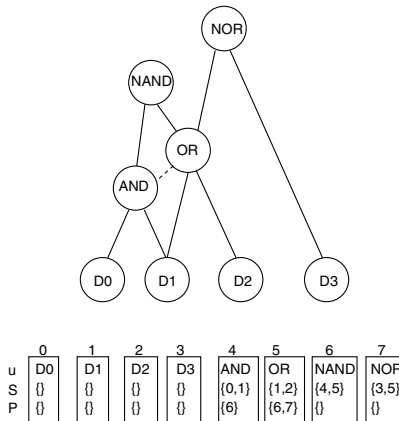 NOR
NAND
OR
AND
D0 D1 D2 D3
0 1 2 3 4 5 6 7
u D0 D1 D2 D3 AND OR NAND NOR
S {} {} {} {} {0,1} {1,2} {4,5} {3,5}
P {} {} {} {} {6} {6,7} {} {}